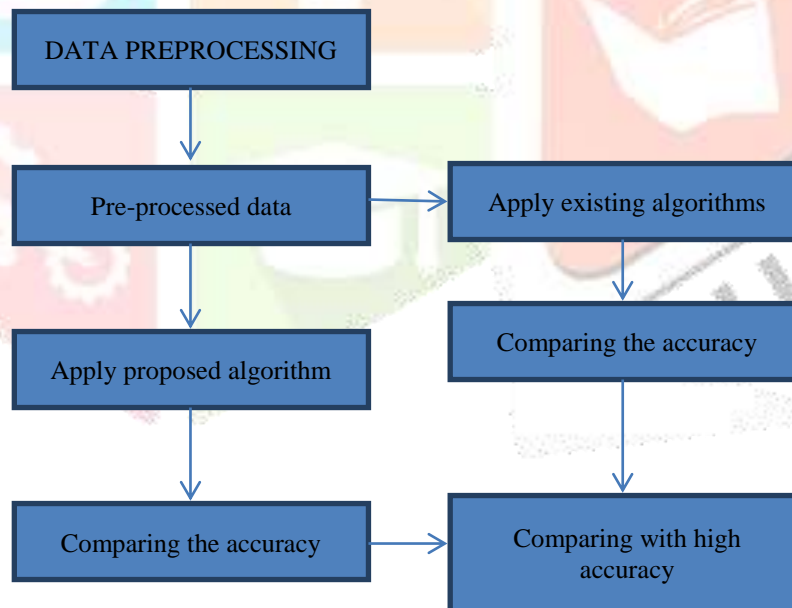 DATA PREPROCESSING
Pre-processed data
Apply existing algorithms
Apply proposed algorithm
Comparing the accuracy
Comparing the accuracy
Comparing with high
accuracy